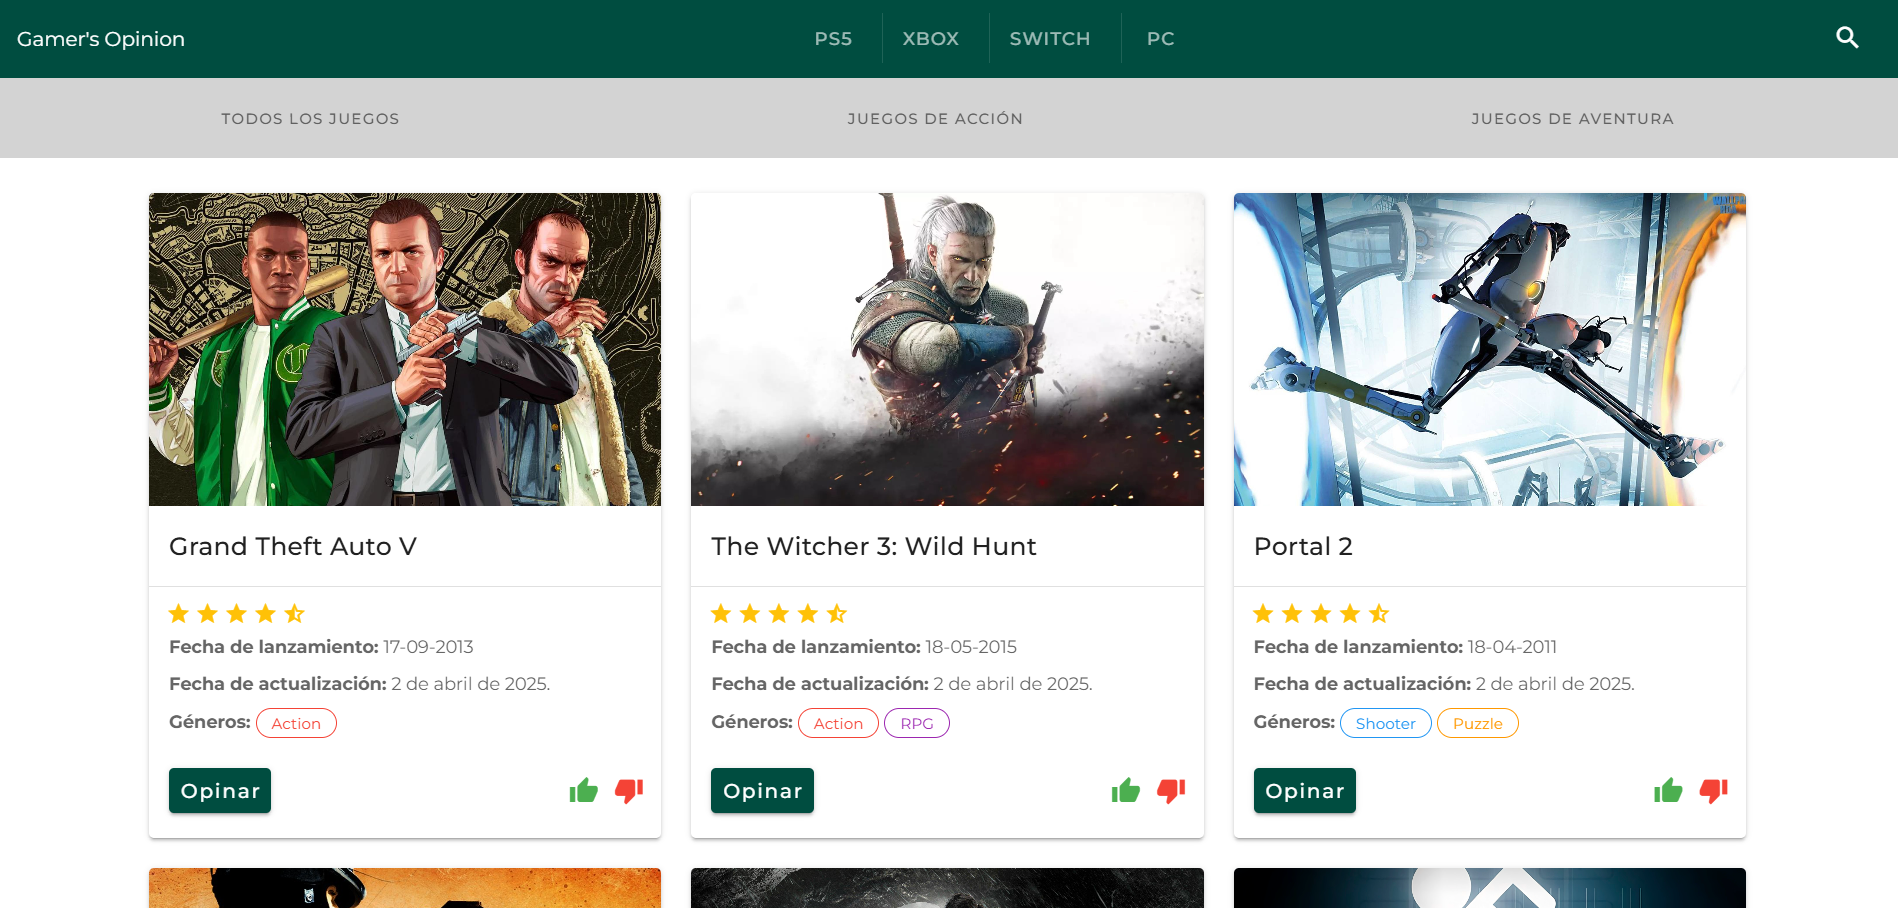 Gamer's Opinion
PS5
XBOX
SWITCH
PC
TODOS LOS JUEGOS
JUEGOS DE ACCIÓN
JUEGOS DE AVENTURA
Grand Theft Auto V
Fecha de lanzamiento: 17-09-2013
Fecha de actualización: 2 de abril de 2025.
Géneros: Action
Opinar
The Witcher 3: Wild Hunt
Fecha de lanzamiento: 18-05-2015
Fecha de actualización: 2 de abril de 2025.
Géneros: Action RPG
Opinar
Portal 2
Fecha de lanzamiento: 18-04-2011
Fecha de actualización: 2 de abril de 2025.
Géneros: Shooter Puzzle
Opinar